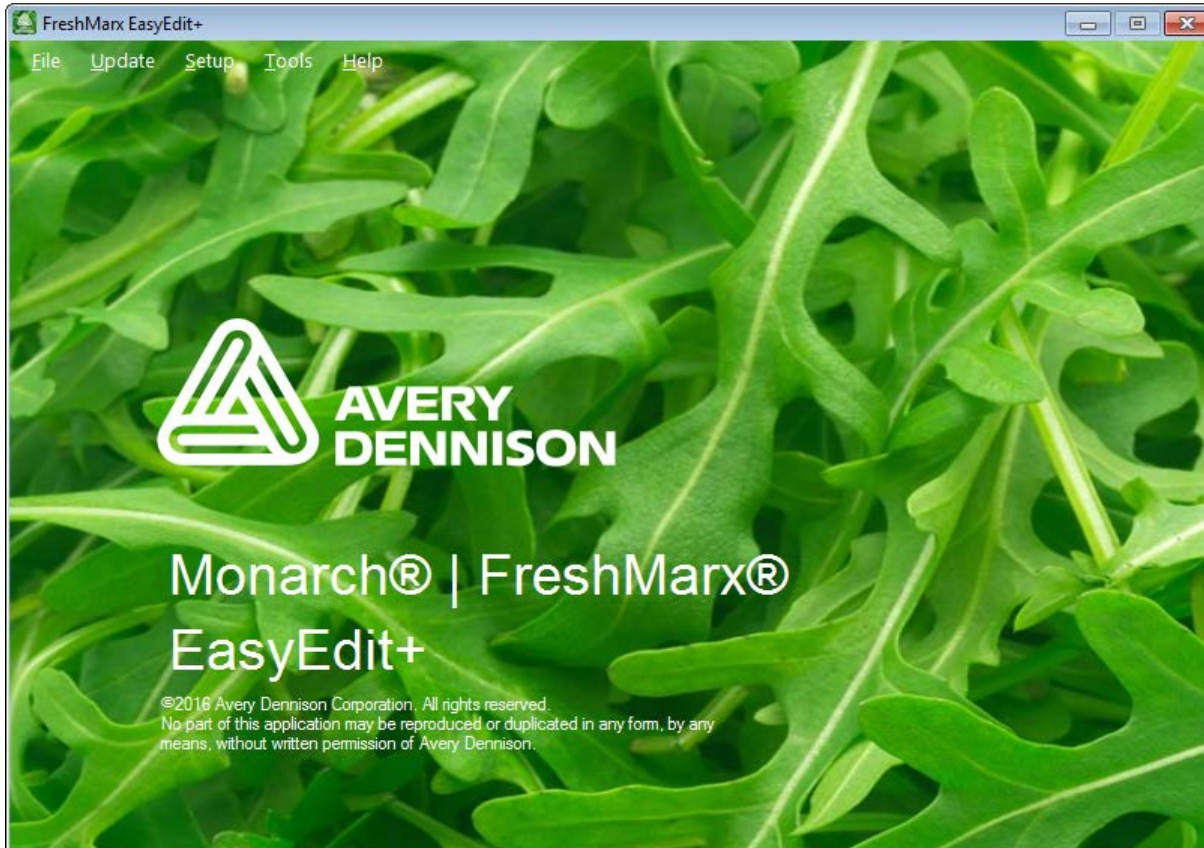 FreshMarx EasyEdit+
File Update Setup Tools Help
AVERY
DENNISON
Monarch® | FreshMarx®
EasyEdit+
©2016 Avery Dennison Corporation. All rights reserved.
No part of this application may be reproduced or duplicated in any form, by any
means, without written permission of Avery Dennison.